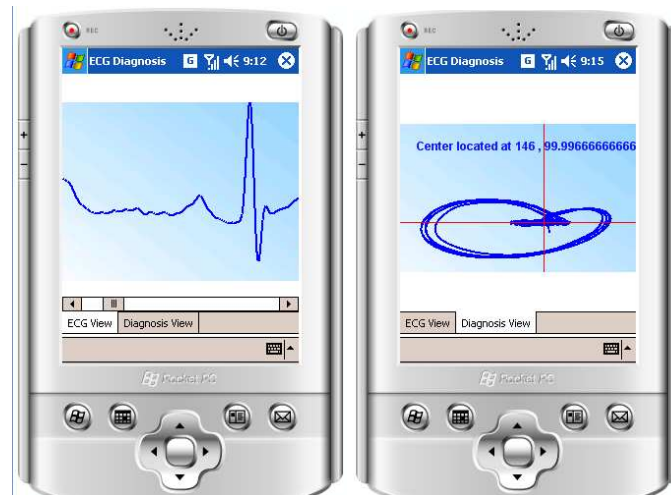 REC
ECG Diagnosis G 9:12
ECG View Diagnosis View
Pocket PC
REC
ECG Diagnosis G 9:15
Center located at 146 , 99.99666666666
ECG View Diagnosis View
Pocket PC